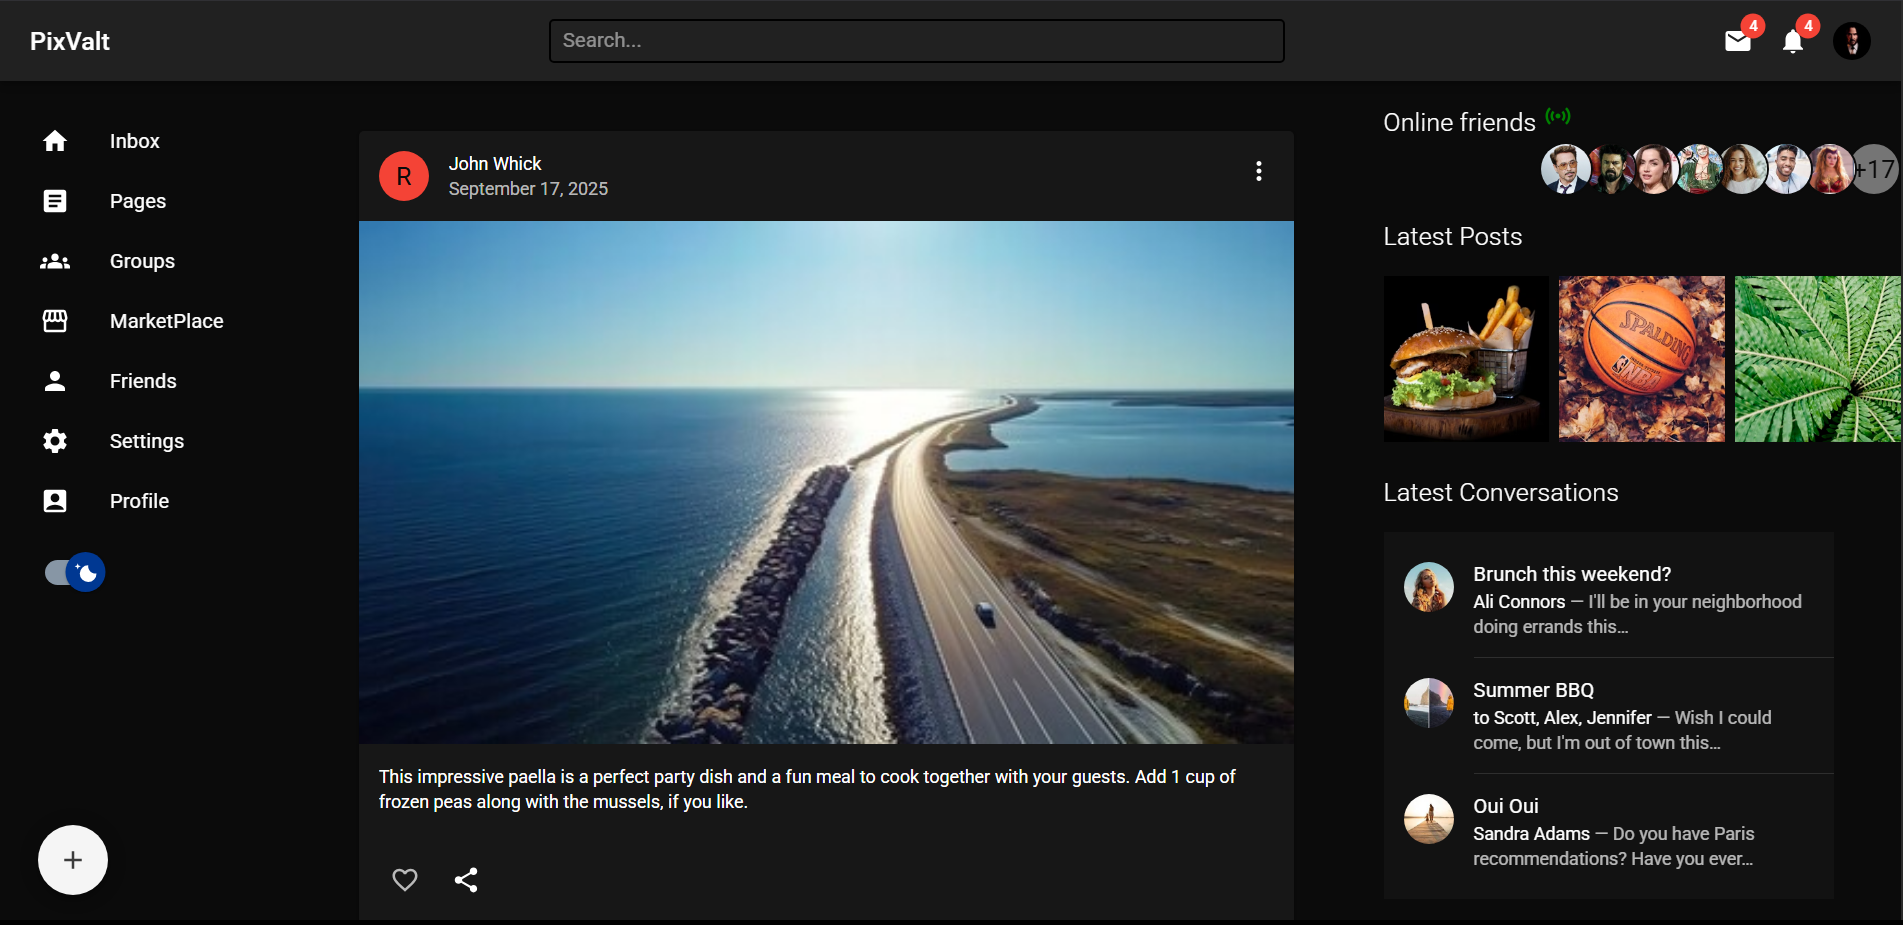 PixValt
Search...
4
4
Inbox
Pages
Groups
MarketPlace
Friends
Settings
Profile
R
John Whick
September 17, 2025
This impressive paella is a perfect party dish and a fun meal to cook together with your guests. Add 1 cup of
frozen peas along with the mussels, if you like.
Online friends
+17
Latest Posts
SPALDING
NBA
Latest Conversations
Brunch this weekend?
Ali Connors — I'll be in your neighborhood
doing errands this…
Summer BBQ
to Scott, Alex, Jennifer — Wish I could
come, but I'm out of town this…
Oui Oui
Sandra Adams — Do you have Paris
recommendations? Have you ever…